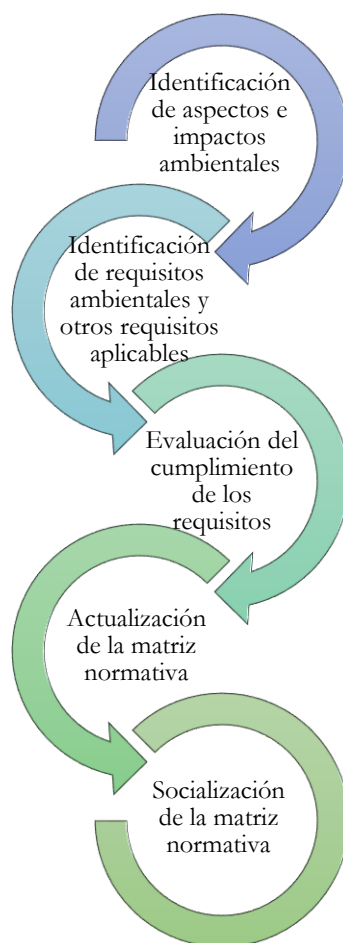 Identificación
de aspectos e
impactos
ambientales
Identificación
de requisitos
ambientales y
otros requisitos
aplicables
Evaluación del
cumplimiento
de los
requisitos
Actualización
de la matriz
normativa
Socialización
de la matriz
normativa